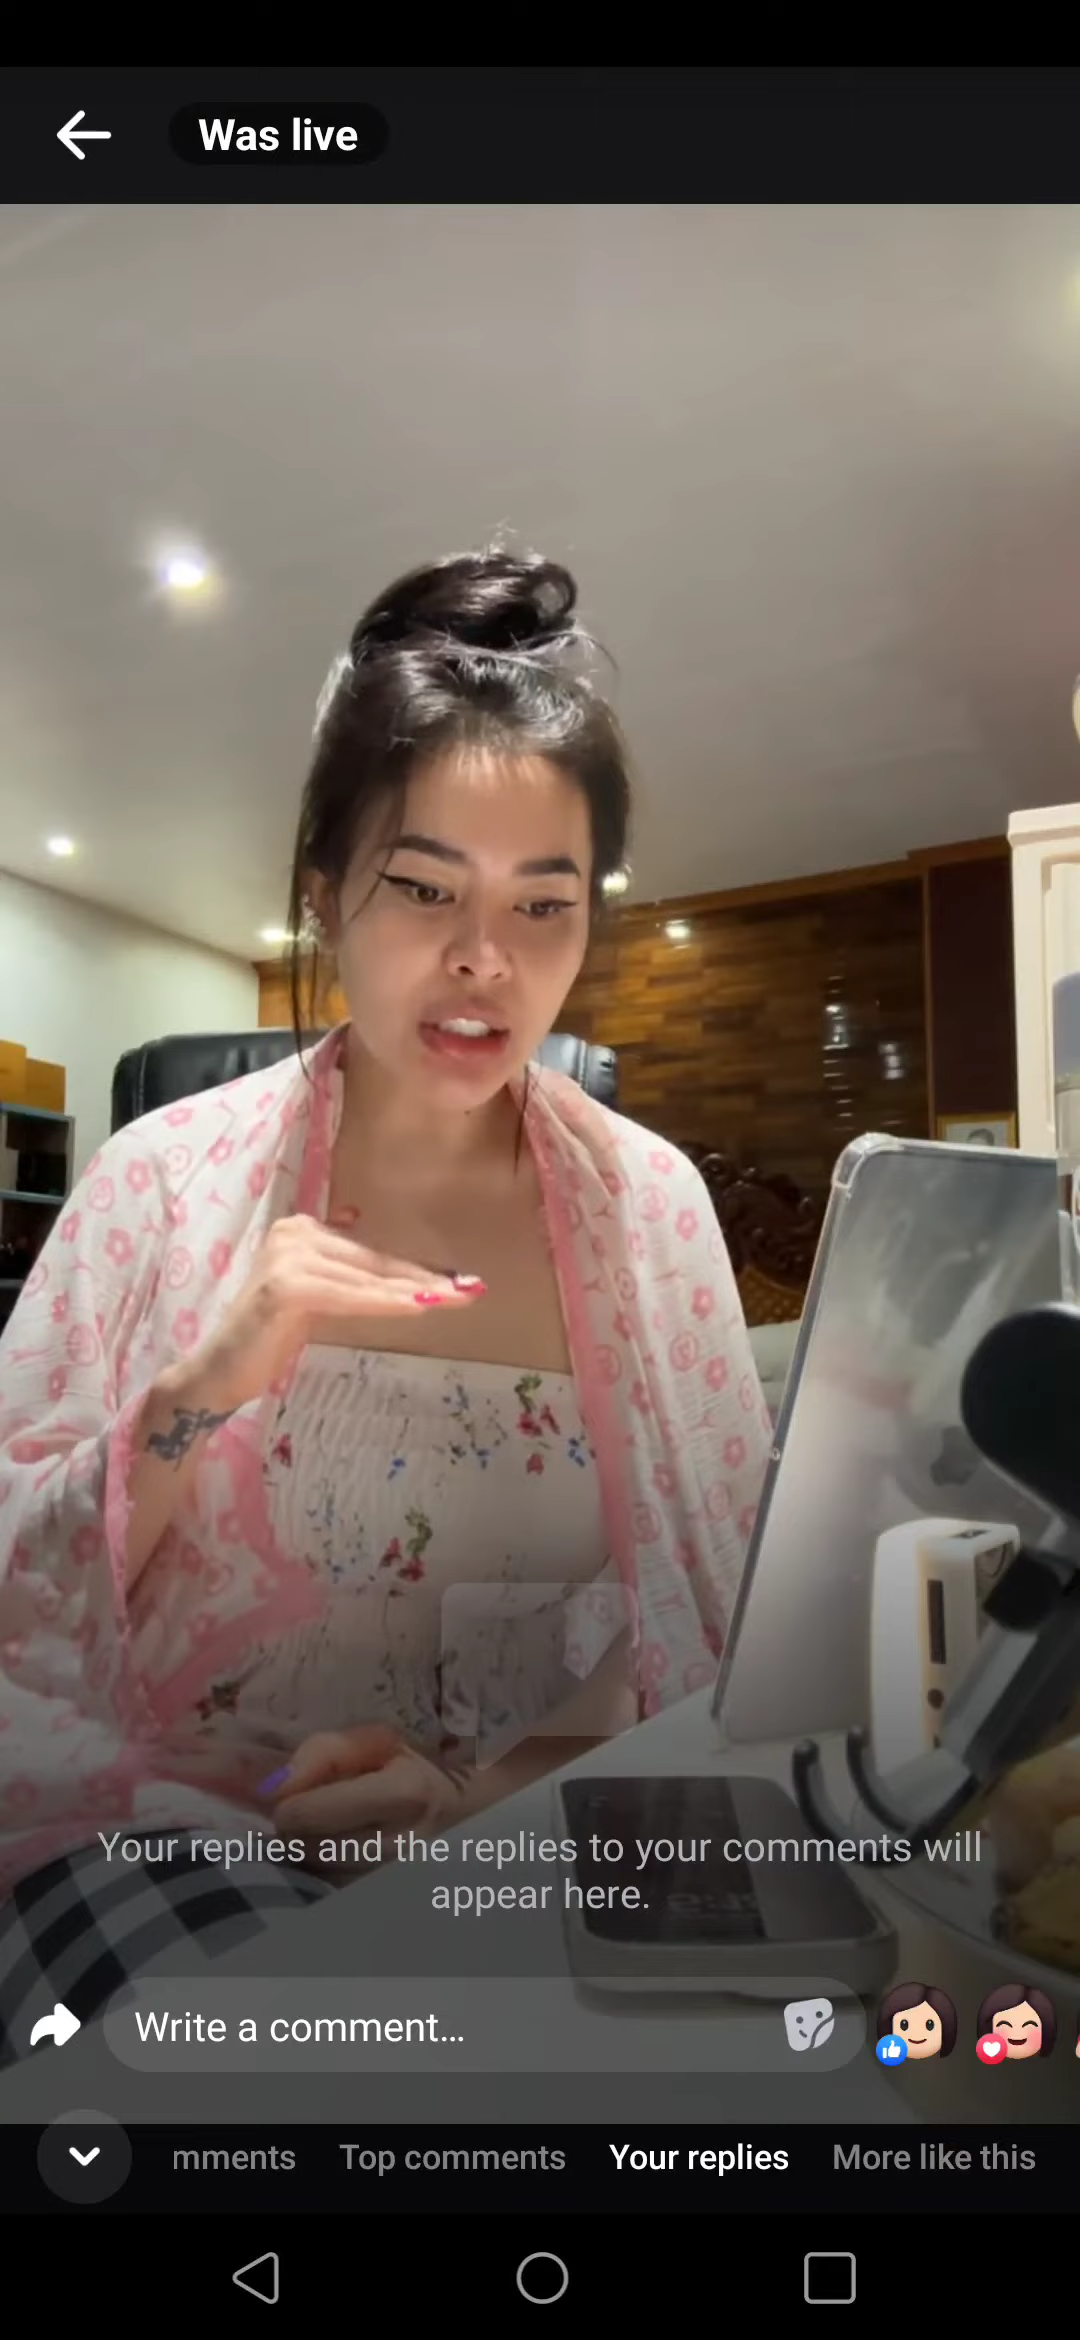 Was live
Your replies and the replies to your comments will
appear here.
Write a comment...
mments Top comments Your replies More like this